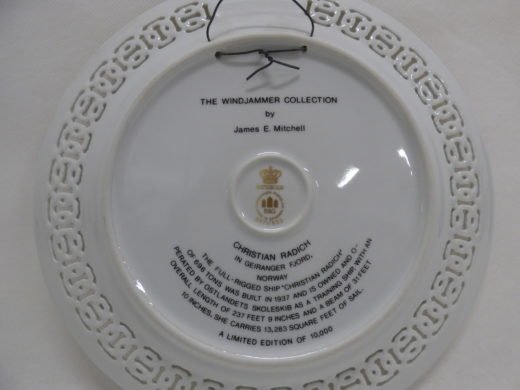 THE WINDJAMMER COLLECTION
by
James E. Mitchell
CHRISTIAN RADICH
IN GEIRANGER FJORD,
NORWAY
THE FULL-RIGGED SHIP "CHRISTIAN RADICH"
OF 696 TONS WAS BUILT IN 1937 AND IS OWNED AND O-
PERATED BY OSTLANDETS SKOLESKIB AS A TRAINING SHIP WITH AN
OVERALL LENGTH OF 237 FEET 9 INCHES AND A BEAM OF 31 FEET
10 INCHES, SHE CARRIES 13,283 SQUARE FEET OF SAIL
A LIMITED EDITION OF 10,000